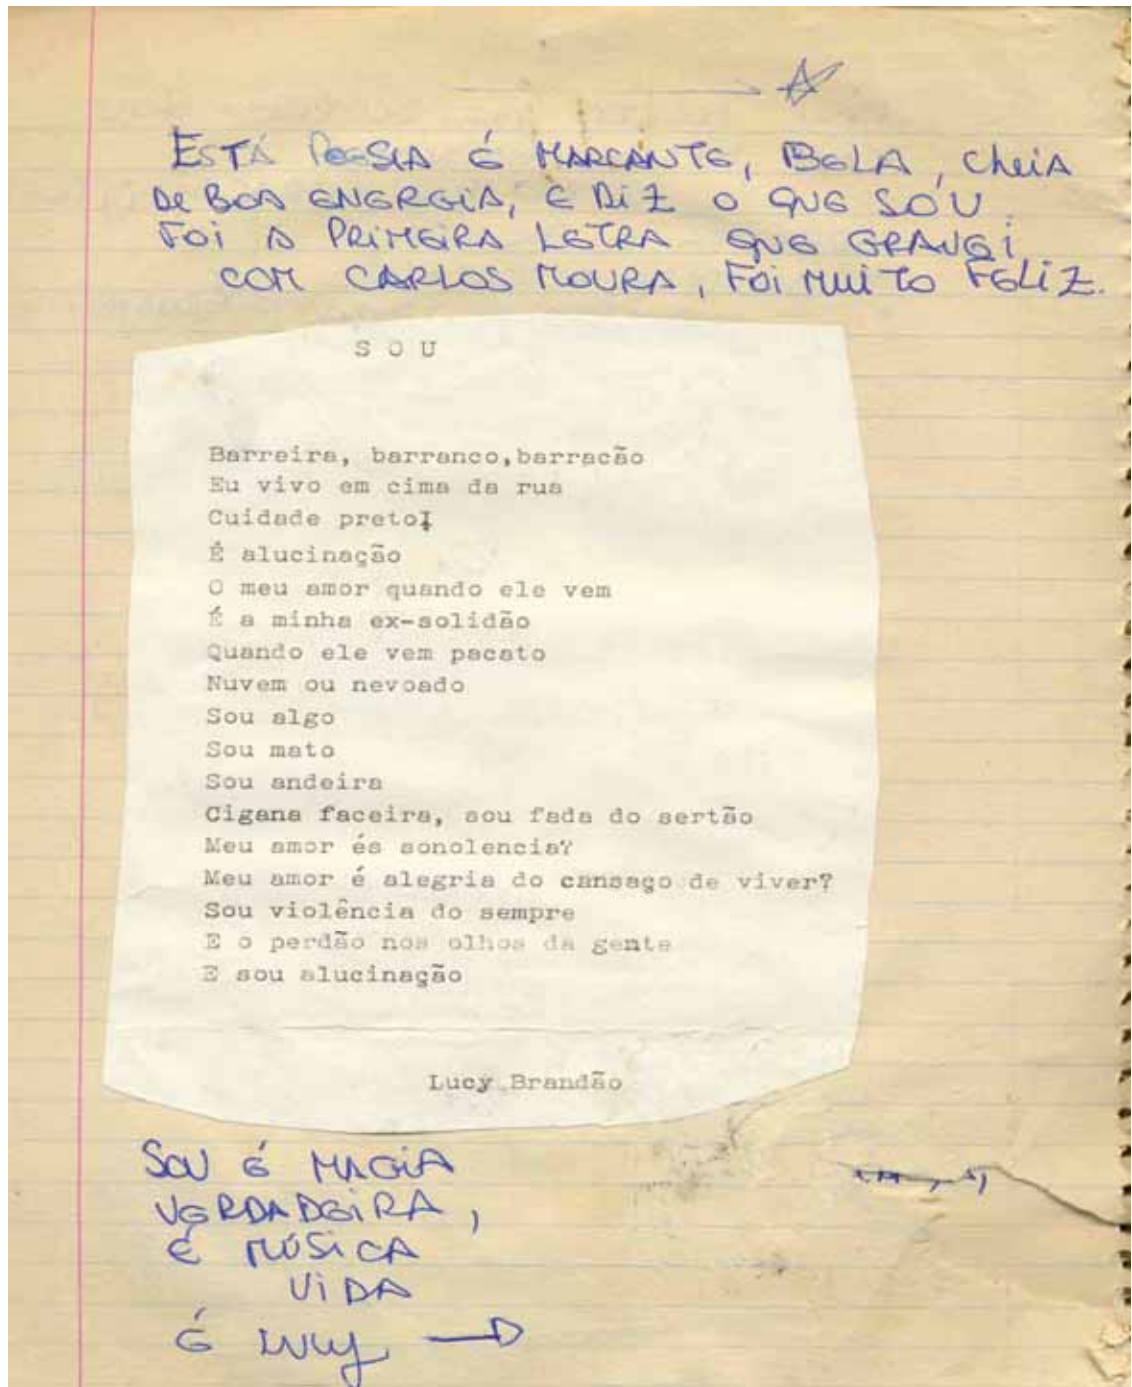 ESTÁ POESIA É MARCANTE, BELA, CHEIA
DE BOA ENERGIA, E DIZ O QUE SOU.
FOI A PRIMEIRA LETRA QUE GRAVEI
COM CARLOS MOURA, FOI MUITO FELIZ.
S O U
Barreira, barranco,barracão
Eu vivo em cima da rua
Cuidade preto!
É alucinação
O meu amor quando ele vem
É a minha ex-solidão
Quando ele vem pacato
Nuvem ou nevoado
Sou algo
Sou mato
Sou andeira
Cigana faceira, sou fada do sertão
Meu amor és sonolencia?
Meu amor é alegria do cansaço de viver?
Sou violência do sempre
E o perdão nos olhos da gente
E sou alucinação
Lucy Brandão
SOU É MAGIA
VERDADEIRA,
É MÚSICA
VIDA
É Lucy